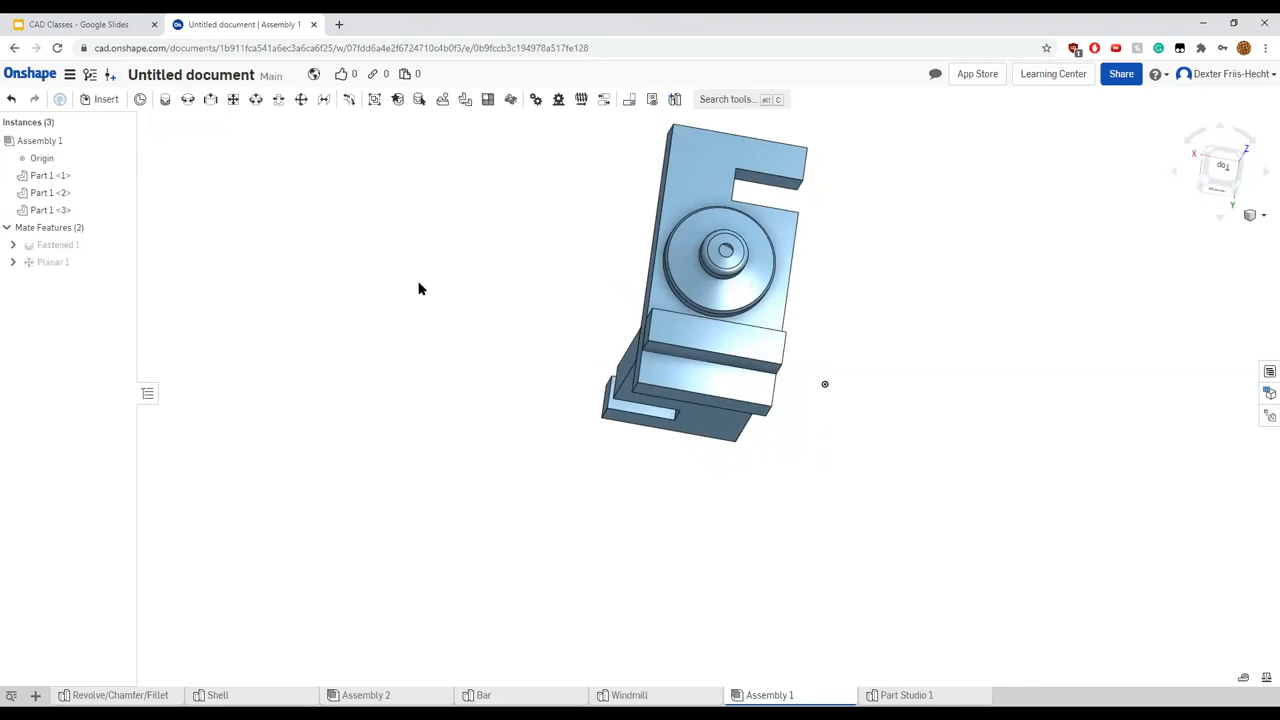 CAD Classes - Google Slides
Untitled document | Assembly 1
cad.onshape.com/documents/1b911fca541a6ec3a6ca6f25/w/07fdd6a4e2f6724710c4b0f3/e/0b9fccb3c194978a517fe128
Onshape
Untitled document Main
0 0 0
App Store
Learning Center
Share
Dexter Friis-Hecht
Insert
Search tools... alt C
Instances (3)
Assembly 1
Origin
Part 1 <1>
Part 1 <2>
Part 1 <3>
Mate Features (2)
Fastened 1
Planar 1
X
Z
Top
Y
Revolve/Chamfer/Fillet
Shell
Assembly 2
Bar
Windmill
Assembly 1
Part Studio 1